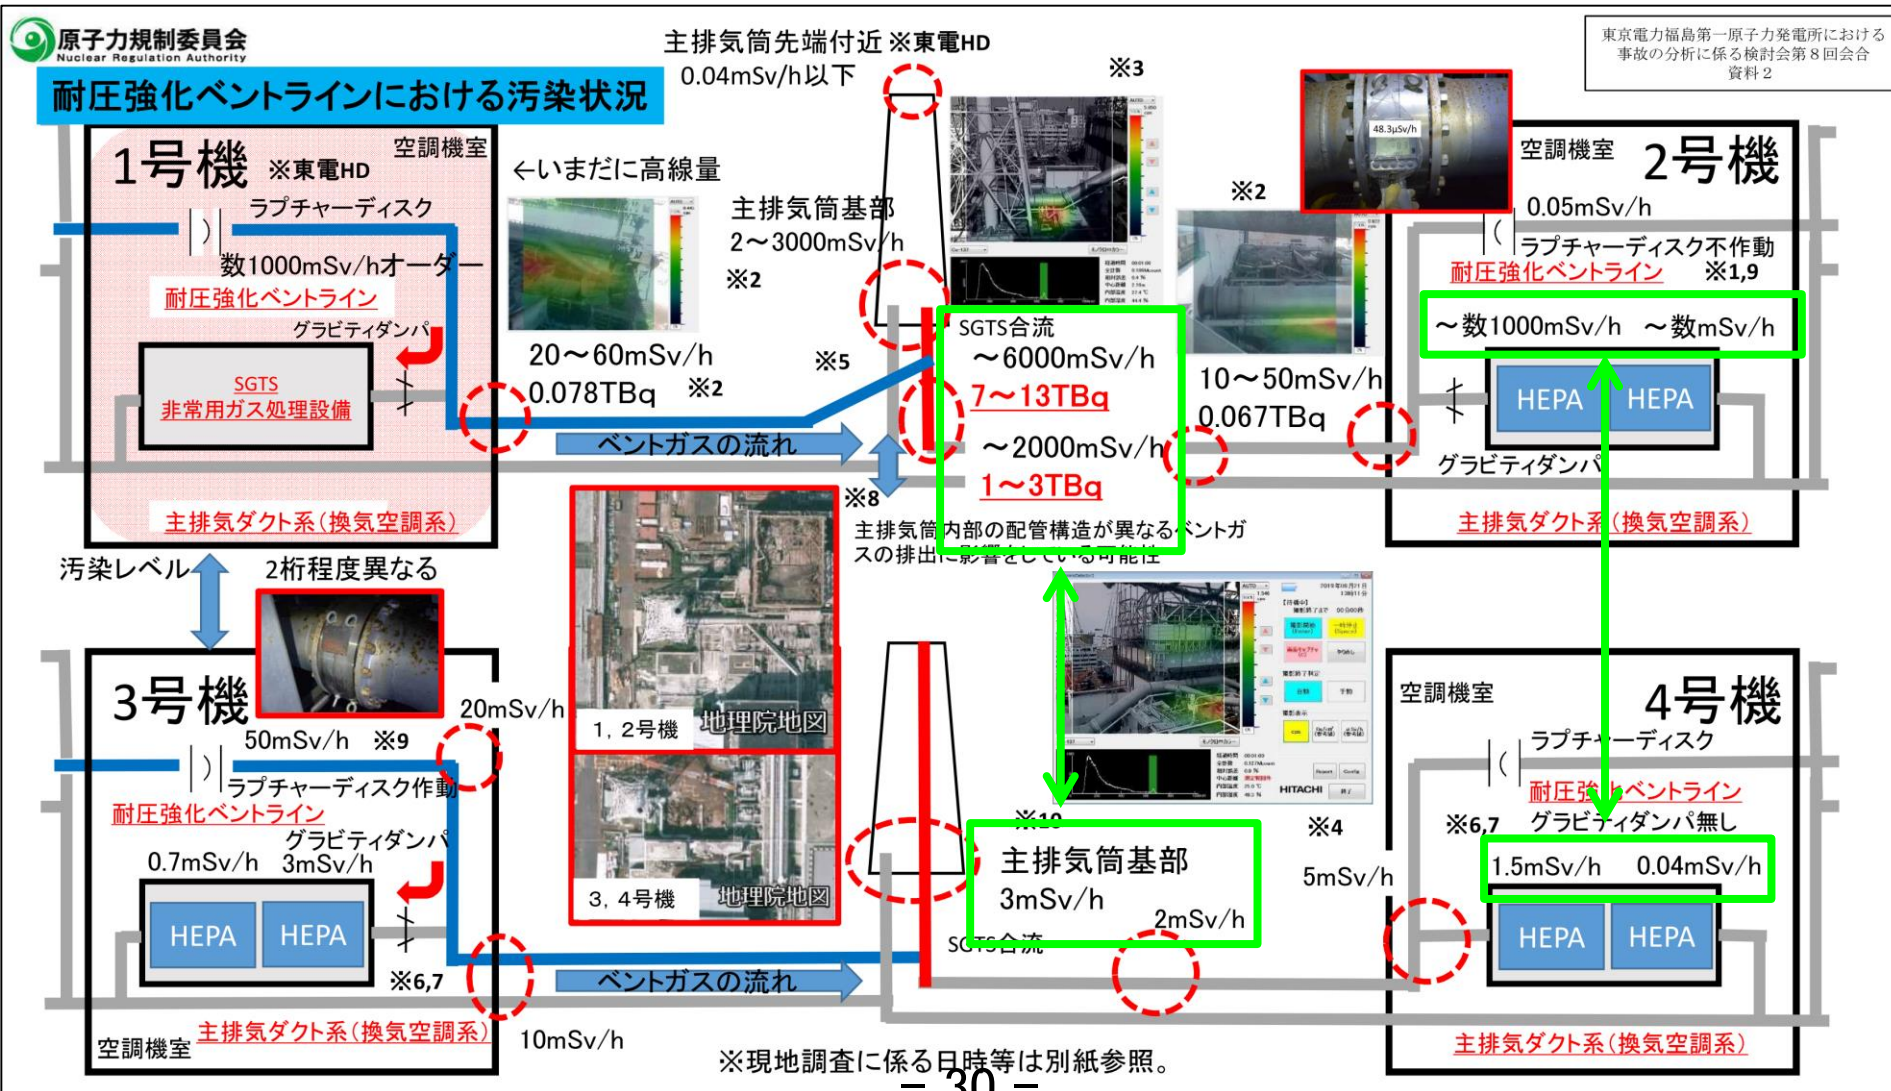 原子力規制委員会
Nuclear Regulation Authority
東京電力福島第一原子力発電所における
事故の分析に係る検討会第8回会合
資料2
耐圧強化ベントラインにおける汚染状況
主排気筒先端付近 ※東電HD
0.04mSv/h以下
※3
1号機 ※東電HD
空調機室
ラプチャーディスク
数1000mSv/hオーダー
耐圧強化ベントライン
グラビティダンパ
SGTS
非常用ガス処理設備
主排気ダクト系(換気空調系)
←いまだに高線量
主排気筒基部
2～3000mSv/h
※2
20～60mSv/h
0.078TBq ※2
※5
ベントガスの流れ
※8
SGTS合流
～6000mSv/h
7～13TBq
～2000mSv/h
1～3TBq
主排気筒内部の配管構造が異なるベントガ
スの排出に影響をしている可能性
※2
10～50mSv/h
0.067TBq
48.3μSv/h
空調機室
2号機
0.05mSv/h
ラプチャーディスク不作動
耐圧強化ベントライン ※1,9
～数1000mSv/h ～数mSv/h
HEPA HEPA
グラビティダンパ
主排気ダクト系(換気空調系)
汚染レベル
2桁程度異なる
3号機
20mSv/h
50mSv/h ※9
ラプチャーディスク作動
耐圧強化ベントライン
グラビティダンパ
0.7mSv/h 3mSv/h
HEPA HEPA
※6,7
主排気ダクト系(換気空調系)
空調機室
10mSv/h
1, 2号機
地理院地図
3, 4号機
地理院地図
ベントガスの流れ
※10
主排気筒基部
3mSv/h
2mSv/h
SGTS合流
HITACHI
※4
5mSv/h
空調機室
4号機
ラプチャーディスク
耐圧強化ベントライン
※6,7
グラビティダンパ無し
1.5mSv/h 0.04mSv/h
HEPA HEPA
主排気ダクト系(換気空調系)
※現地調査に係る日時等は別紙参照。
- 30 -